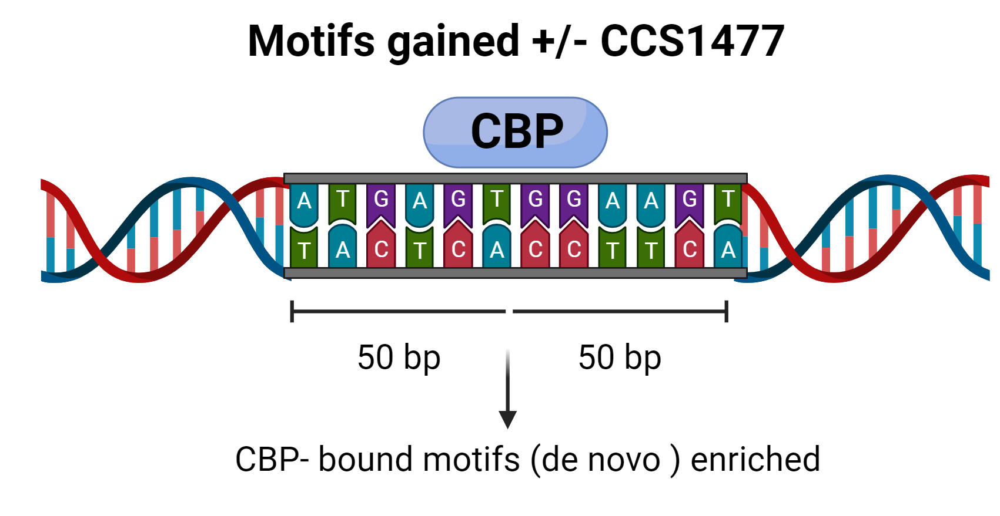 Motifs gained +/- CCS1477
CBP
A T G A G T G G A A G T
T A C T C A C C T T C A
50 bp 50 bp
CBP- bound motifs (de novo ) enriched